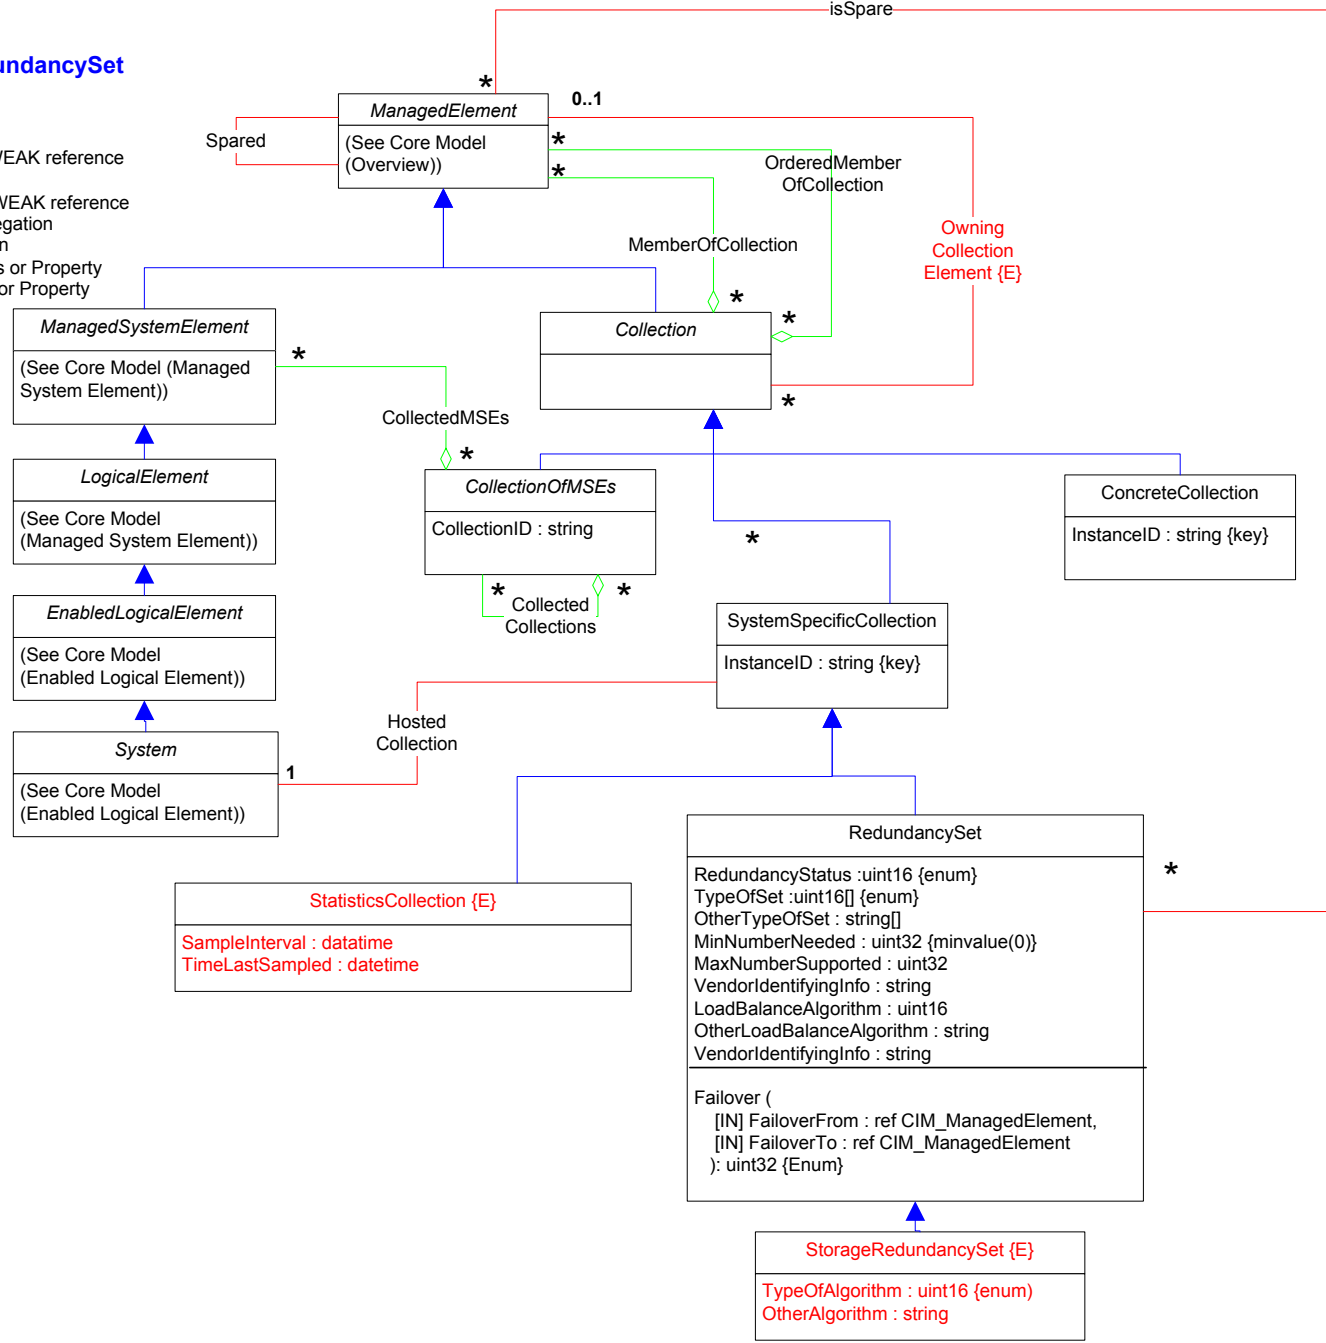 isSpare
undancySet
*
ManagedElement
0..1
(See Core Model
(Overview))
Spared
*
*
WEAK reference
OrderedMember
OfCollection
WEAK reference
egation
n
s or Property
or Property
MemberOfCollection
Owning
Collection
Element {E}
*
*
ManagedSystemElement
(See Core Model (Managed
System Element))
*
Collection
*
CollectedMSEs
*
LogicalElement
(See Core Model
(Managed System Element))
CollectionOfMSEs
CollectionID : string
ConcreteCollection
InstanceID : string {key}
*
*
*
Collected
Collections
EnabledLogicalElement
(See Core Model
(Enabled Logical Element))
SystemSpecificCollection
InstanceID : string {key}
Hosted
Collection
System
1
(See Core Model
(Enabled Logical Element))
RedundancySet
*
RedundancyStatus :uint16 {enum}
TypeOfSet :uint16[] {enum}
OtherTypeOfSet : string[]
MinNumberNeeded : uint32 {minvalue(0)}
MaxNumberSupported : uint32
VendorIdentifyingInfo : string
LoadBalanceAlgorithm : uint16
OtherLoadBalanceAlgorithm : string
VendorIdentifyingInfo : string
Failover (
[IN] FailoverFrom : ref CIM_ManagedElement,
[IN] FailoverTo : ref CIM_ManagedElement
): uint32 {Enum}
StatisticsCollection {E}
SampleInterval : datatime
TimeLastSampled : datetime
StorageRedundancySet {E}
TypeOfAlgorithm : uint16 {enum)
OtherAlgorithm : string